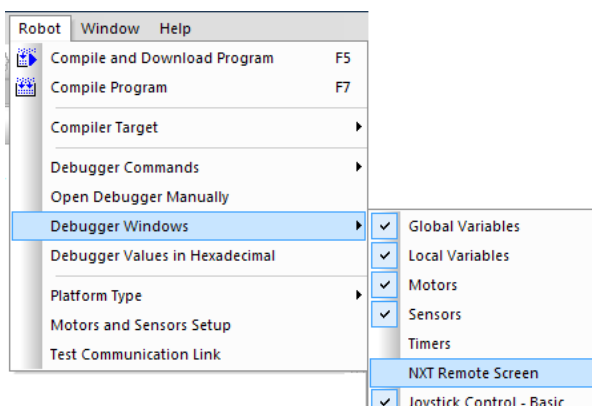 Robot Window Help
Compile and Download Program F5
Compile Program F7
Compiler Target
Debugger Commands
Open Debugger Manually
Debugger Windows
Debugger Values in Hexadecimal
Platform Type
Motors and Sensors Setup
Test Communication Link
Global Variables
Local Variables
Motors
Sensors
Timers
NXT Remote Screen
Joystick Control - Basic